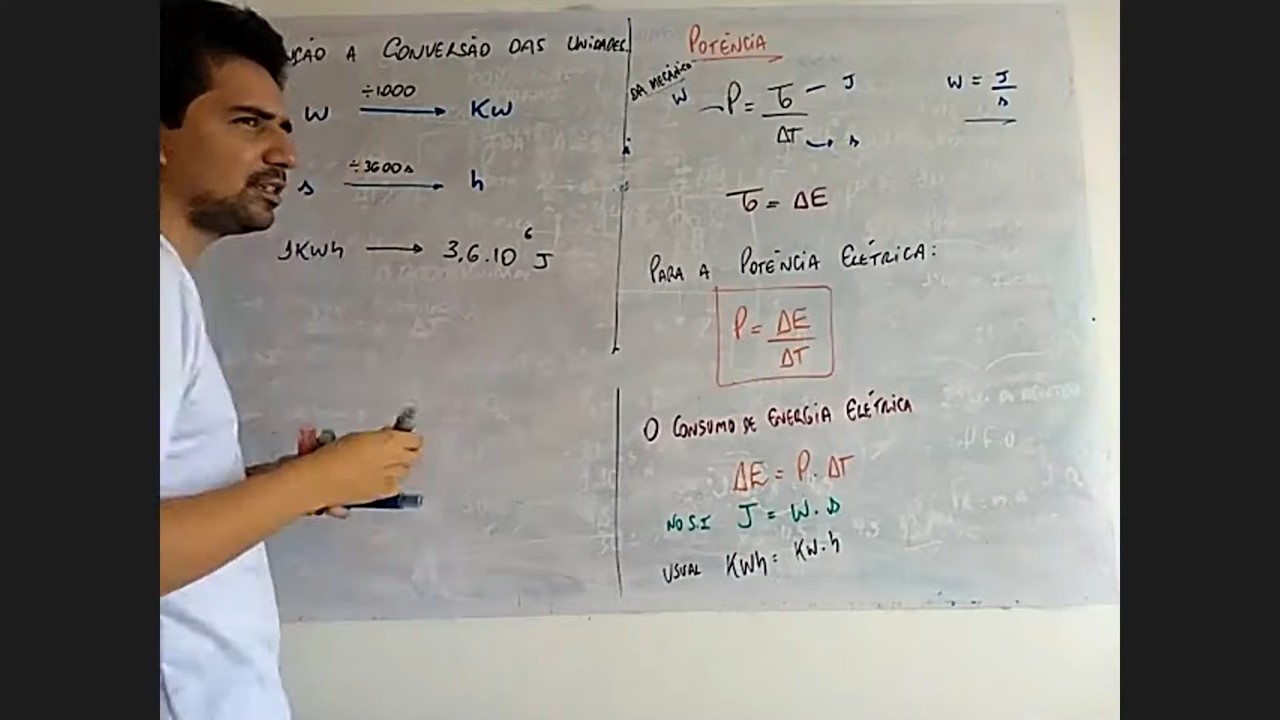 NÇÃO A CONVERSÃO DAS UNIDADES
W ÷1000 → KW
s ÷3600s → h
1KWh → 3,6.10⁶ J
POTÊNCIA
DA MECÂNICA
W — P = τ — J
ΔT → s
W = J/s
τ = ΔE
PARA A POTÊNCIA ELÉTRICA:
P = ΔE/ΔT
O CONSUMO DE ENERGIA ELÉTRICA
ΔE = P. ΔT
NO S.I J = W. s
USUAL KWh = KW.h